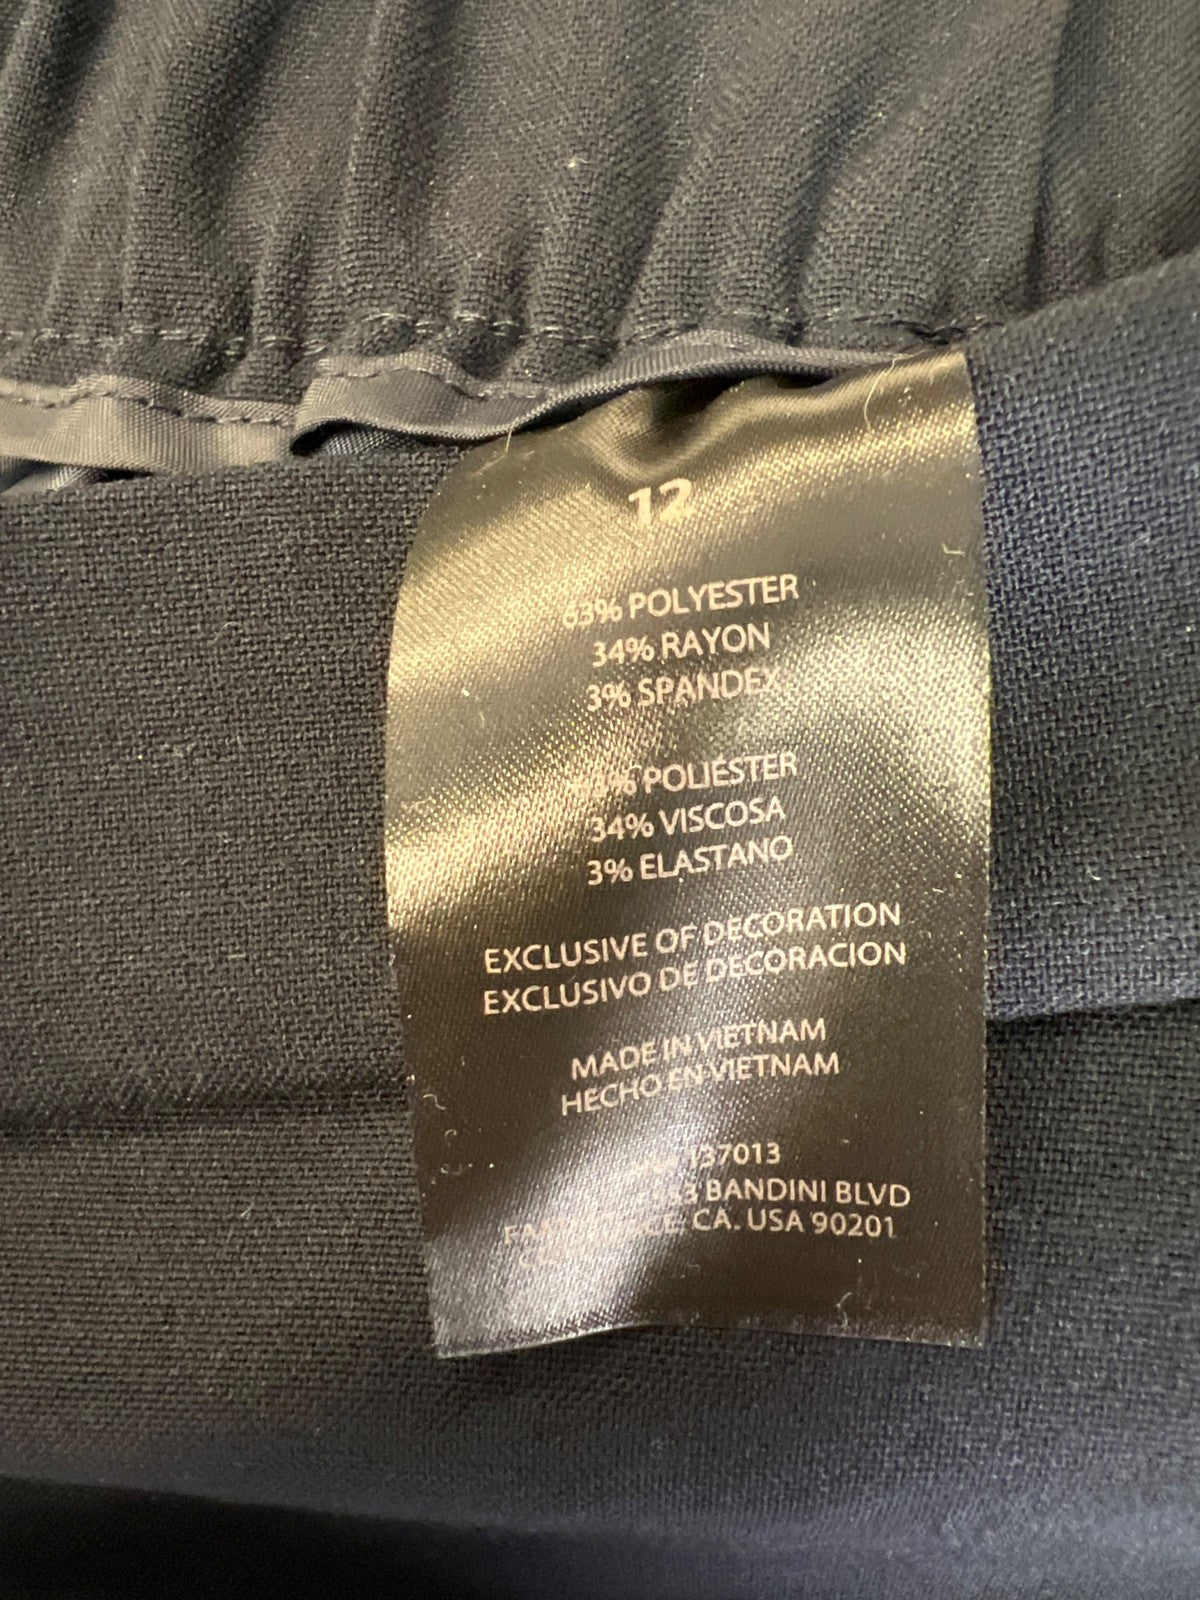 12
63% POLYESTER
34% RAYON
3% SPANDEX
POLIÉSTER
34% VISCOSA
3% ELASTANO
EXCLUSIVE OF DECORATION
EXCLUSIVO DE DECORACION
MADE IN VIETNAM
HECHO EN VIETNAM
137013
BANDINI BLVD
CA. USA 90201